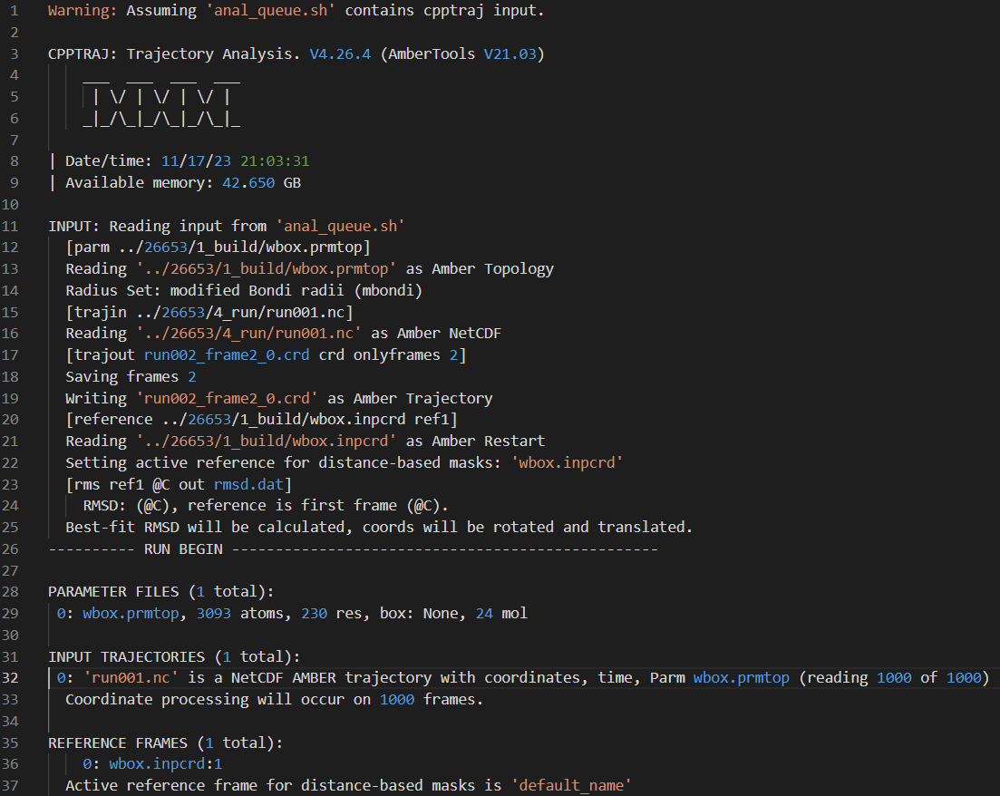 1 Warning: Assuming 'anal_queue.sh' contains cpptraj input.
2
3 CPPTRAJ: Trajectory Analysis. V4.26.4 (AmberTools V21.03)
4     ___  ___  ___  ___
5      | \/ | \/ | \/ |
6     _|_/\_|_/\_|_/\_|_
7
8 | Date/time: 11/17/23 21:03:31
9 | Available memory: 42.650 GB
10
11 INPUT: Reading input from 'anal_queue.sh'
12   [parm ../26653/1_build/wbox.prmtop]
13   Reading '../26653/1_build/wbox.prmtop' as Amber Topology
14   Radius Set: modified Bondi radii (mbondi)
15   [trajin ../26653/4_run/run001.nc]
16   Reading '../26653/4_run/run001.nc' as Amber NetCDF
17   [trajout run002_frame2_0.crd crd onlyframes 2]
18   Saving frames 2
19   Writing 'run002_frame2_0.crd' as Amber Trajectory
20   [reference ../26653/1_build/wbox.inpcrd ref1]
21   Reading '../26653/1_build/wbox.inpcrd' as Amber Restart
22   Setting active reference for distance-based masks: 'wbox.inpcrd'
23   [rms ref1 @C out rmsd.dat]
24     RMSD: (@C), reference is first frame (@C).
25   Best-fit RMSD will be calculated, coords will be rotated and translated.
26 ---------- RUN BEGIN -------------------------------------------------
27
28 PARAMETER FILES (1 total):
29  0: wbox.prmtop, 3093 atoms, 230 res, box: None, 24 mol
30
31 INPUT TRAJECTORIES (1 total):
32  0: 'run001.nc' is a NetCDF AMBER trajectory with coordinates, time, Parm wbox.prmtop (reading 1000 of 1000)
33   Coordinate processing will occur on 1000 frames.
34
35 REFERENCE FRAMES (1 total):
36     0: wbox.inpcrd:1
37   Active reference frame for distance-based masks is 'default_name'